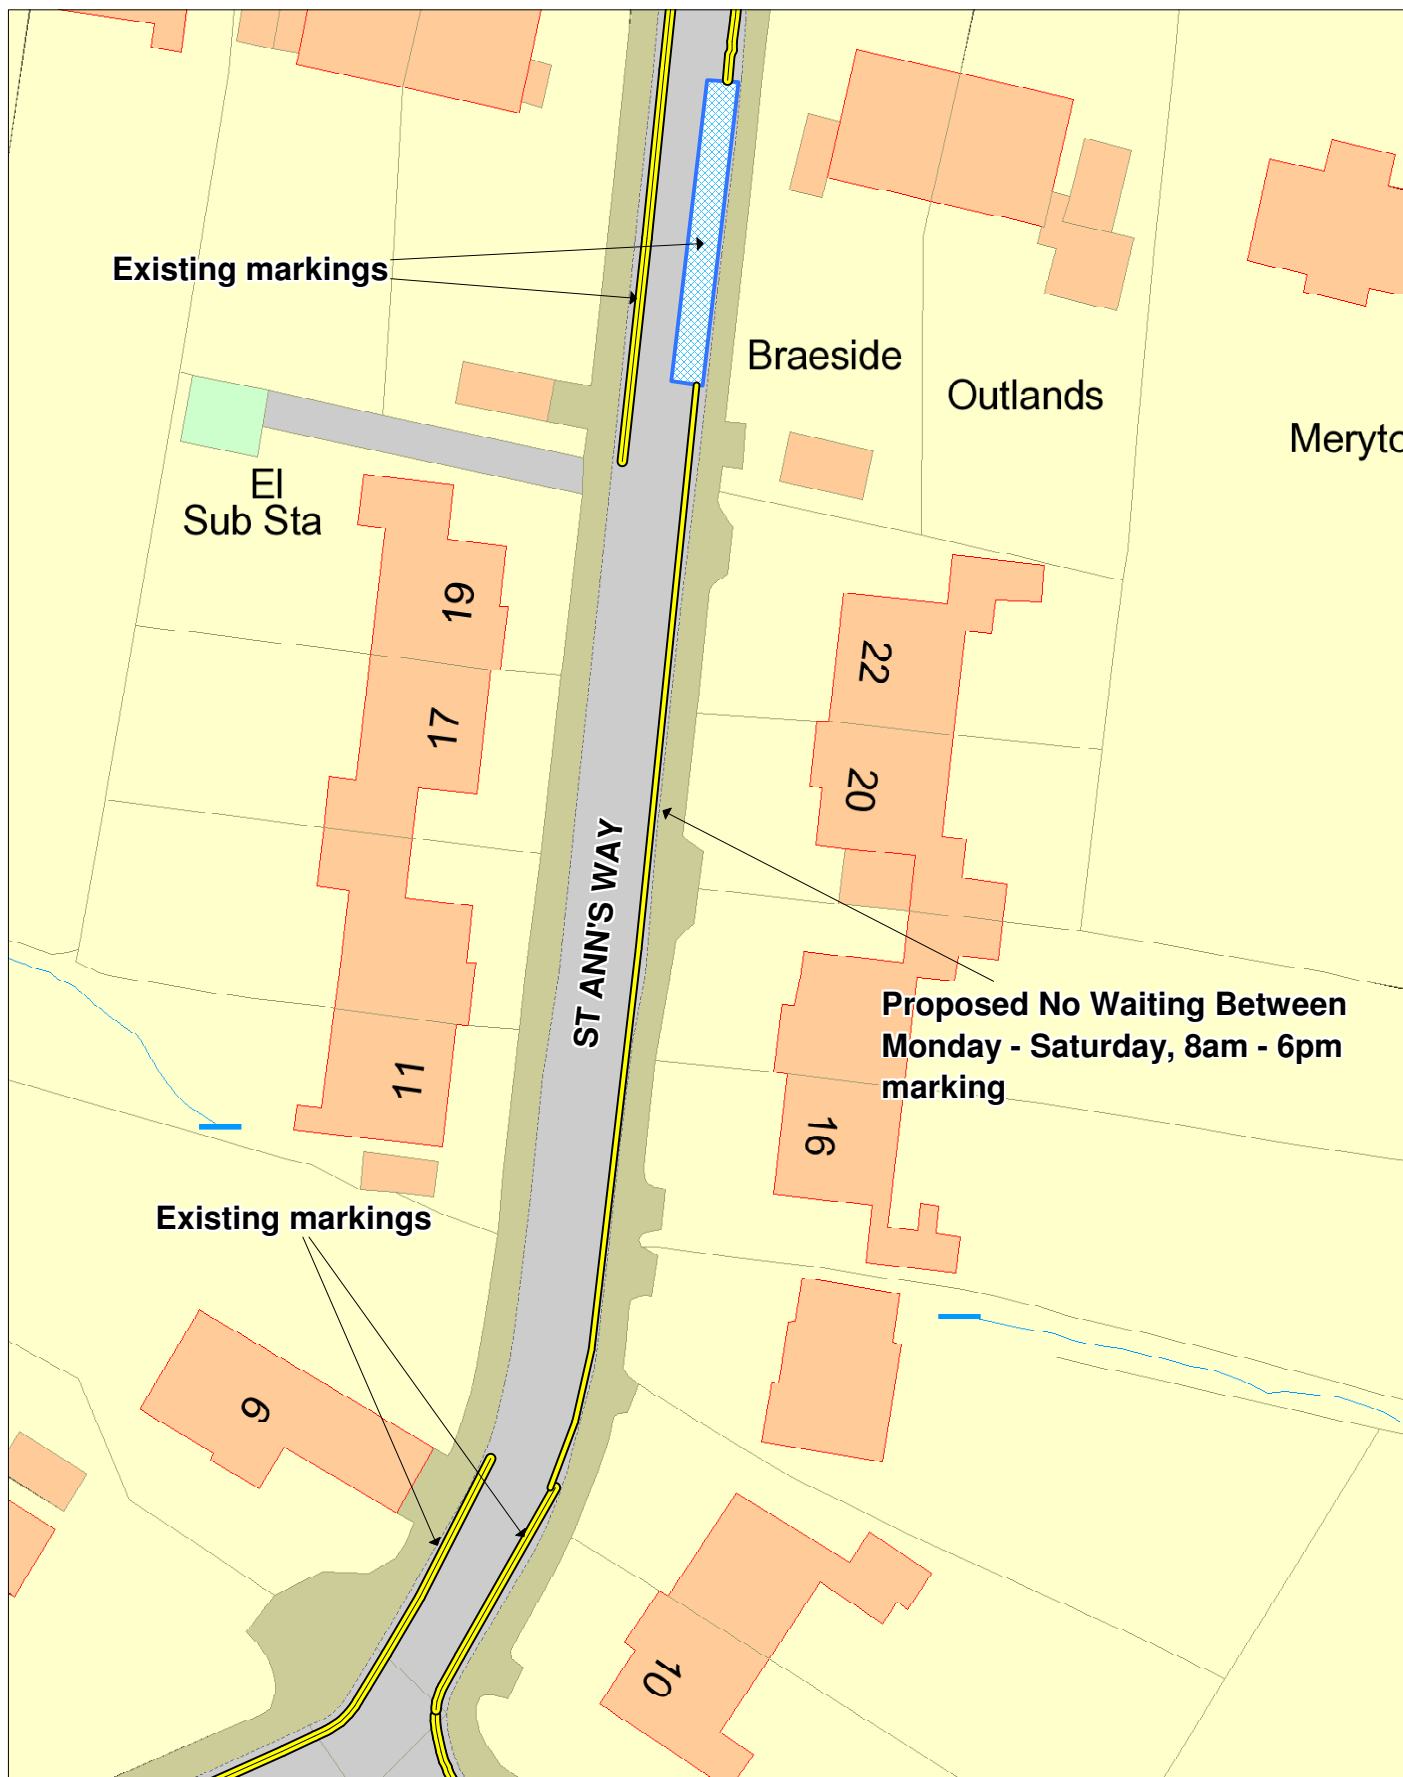 Existing markings
Braeside
Outlands
Meryto
El
Sub Sta
19
22
17
20
ST ANN'S WAY
Proposed No Waiting Between
Monday - Saturday, 8am - 6pm
marking
11
16
Existing markings
6
10